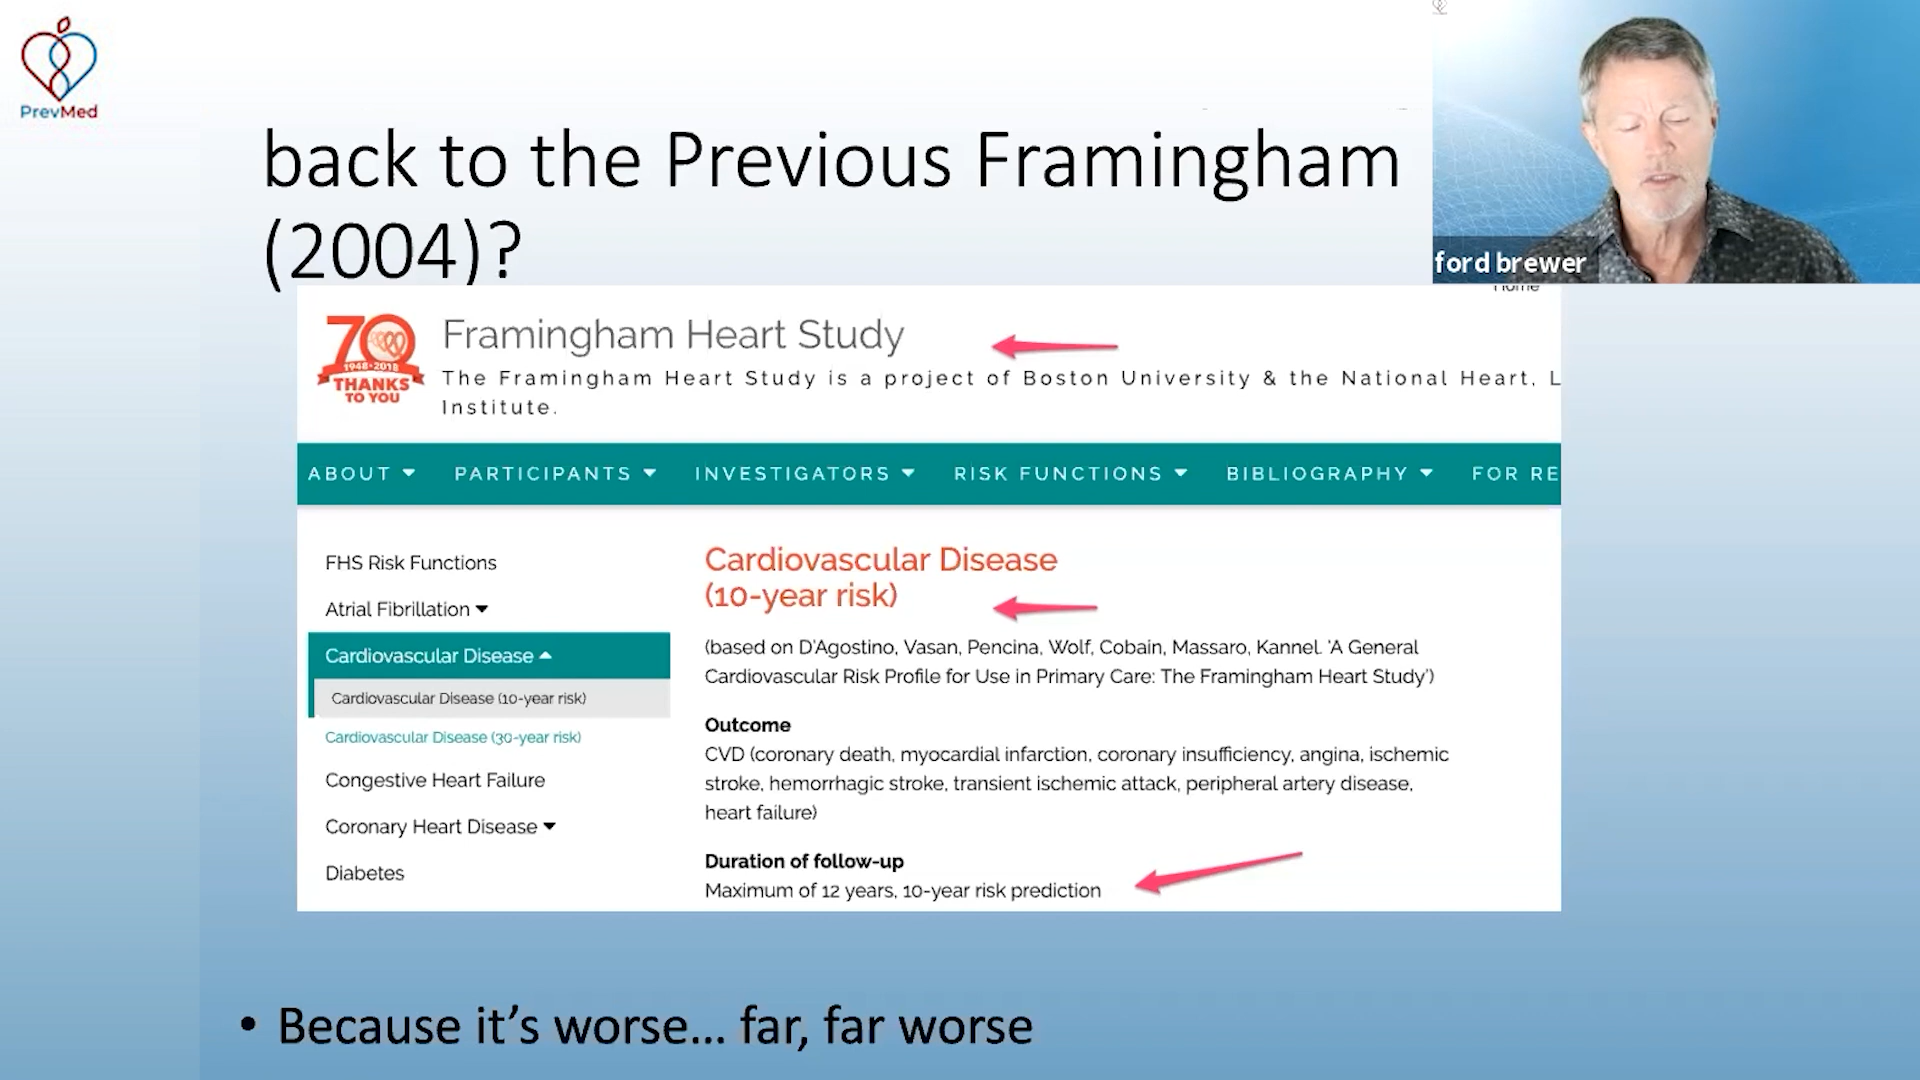 PrevMed
back to the Previous Framingham
(2004)?
ford brewer
Home
70
1948-2018
THANKS
TO YOU
Framingham Heart Study
The Framingham Heart Study is a project of Boston University & the National Heart, L
Institute.
ABOUT PARTICIPANTS INVESTIGATORS RISK FUNCTIONS BIBLIOGRAPHY FOR RE
FHS Risk Functions
Atrial Fibrillation
Cardiovascular Disease
Cardiovascular Disease (10-year risk)
Cardiovascular Disease (30-year risk)
Congestive Heart Failure
Coronary Heart Disease
Diabetes
Cardiovascular Disease
(10-year risk)
(based on D'Agostino, Vasan, Pencina, Wolf, Cobain, Massaro, Kannel. 'A General
Cardiovascular Risk Profile for Use in Primary Care: The Framingham Heart Study')
Outcome
CVD (coronary death, myocardial infarction, coronary insufficiency, angina, ischemic
stroke, hemorrhagic stroke, transient ischemic attack, peripheral artery disease,
heart failure)
Duration of follow-up
Maximum of 12 years, 10-year risk prediction
• Because it's worse... far, far worse